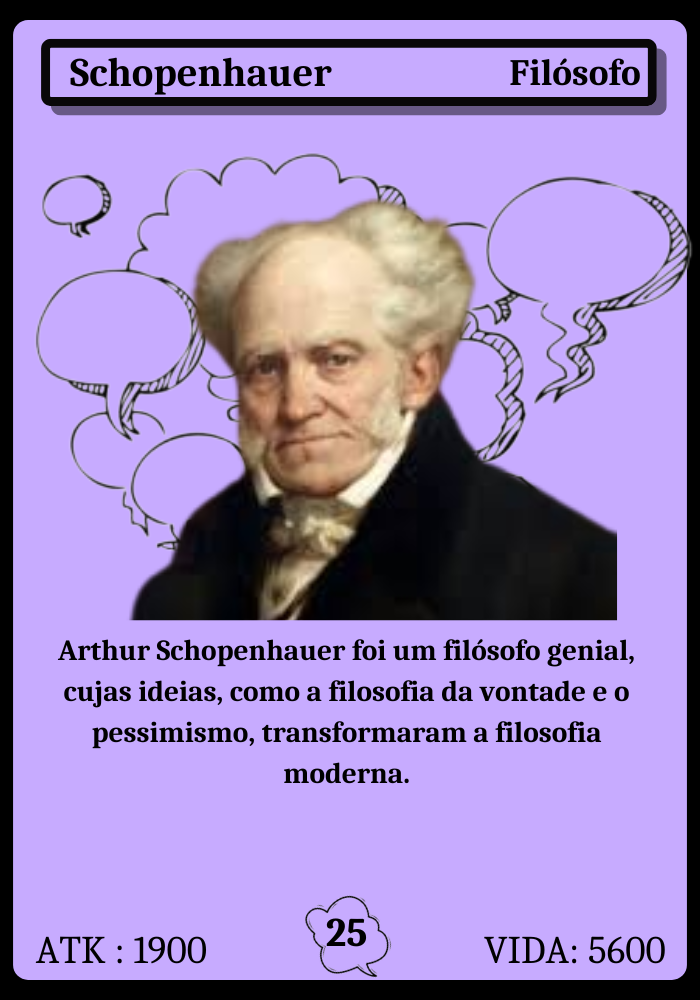 Schopenhauer Filósofo
Arthur Schopenhauer foi um filósofo genial,
cujas ideias, como a filosofia da vontade e o
pessimismo, transformaram a filosofia
moderna.
ATK : 1900 25 VIDA: 5600